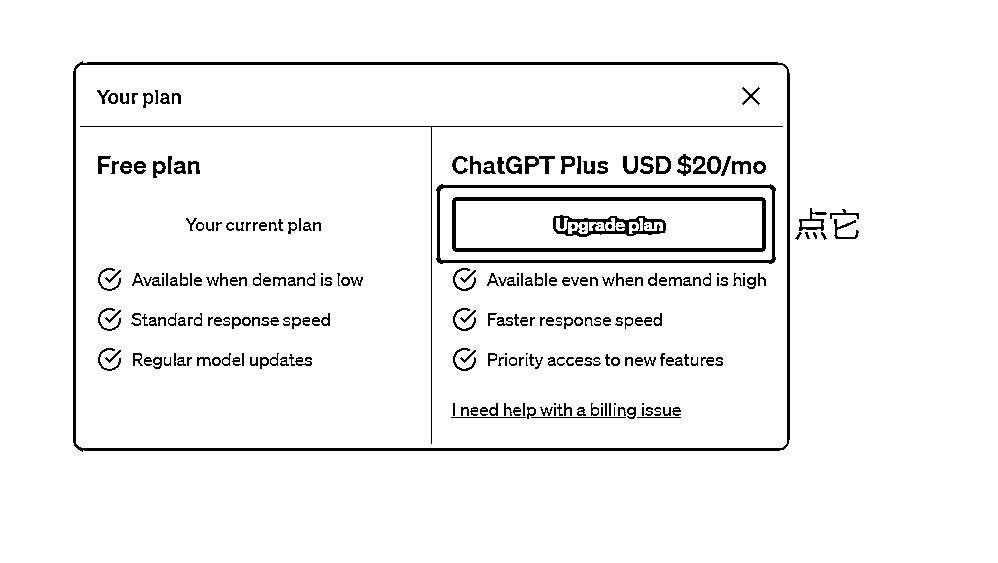 Your plan
Free plan
Your current plan
Available when demand is low
Standard response speed
Regular model updates
ChatGPT Plus USD $20/mo
Upgrade plan
点它
Available even when demand is high
Faster response speed
Priority access to new features
I need help with a billing issue